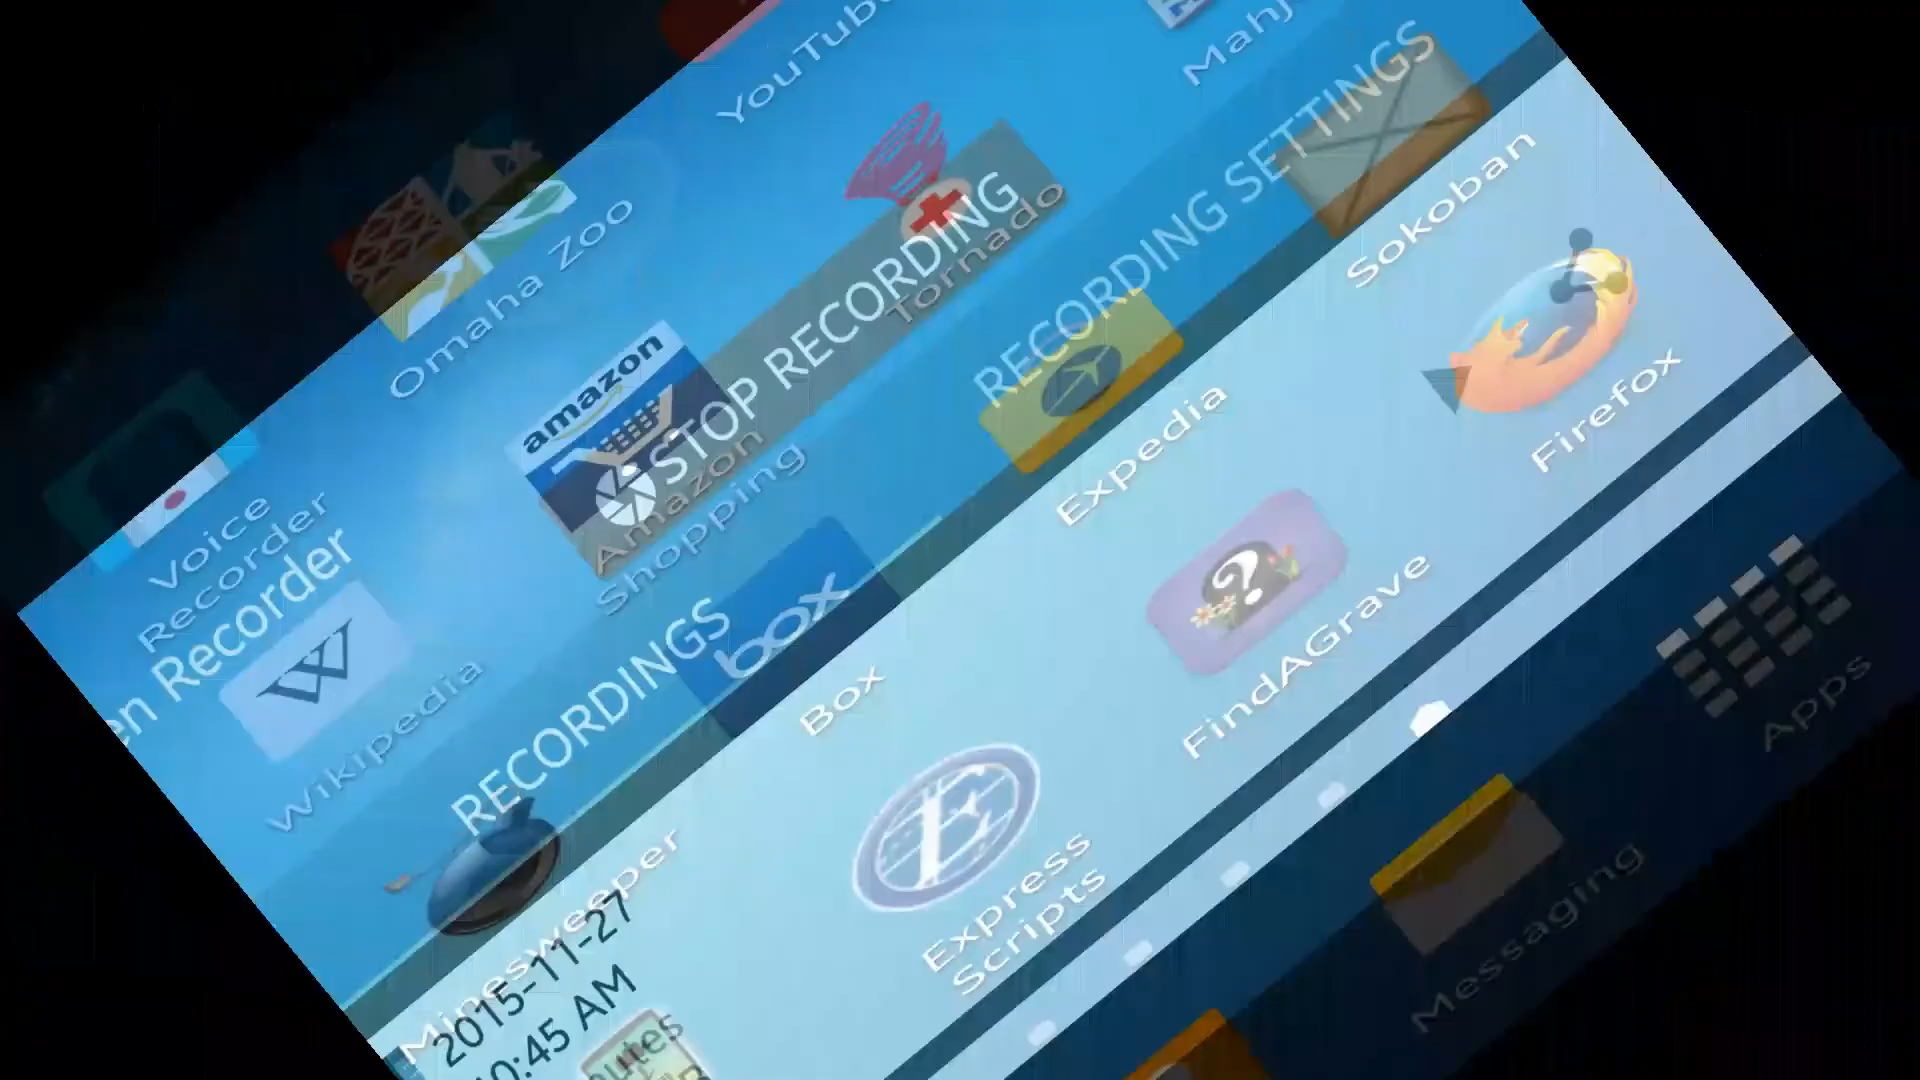 YouTube
Mahj
Omaha Zoo
Tornado
Sokoban
Voice
Recorder
amazon
Amazon
Shopping
Expedia
Firefox
W
Wikipedia
box
Box
?
FindAGrave
Apps
Minesweeper
E
Express
Scripts
Messaging
en Recorder
STOP RECORDING
RECORDINGS
RECORDING SETTINGS
2015-11-27
10:45 AM
utes